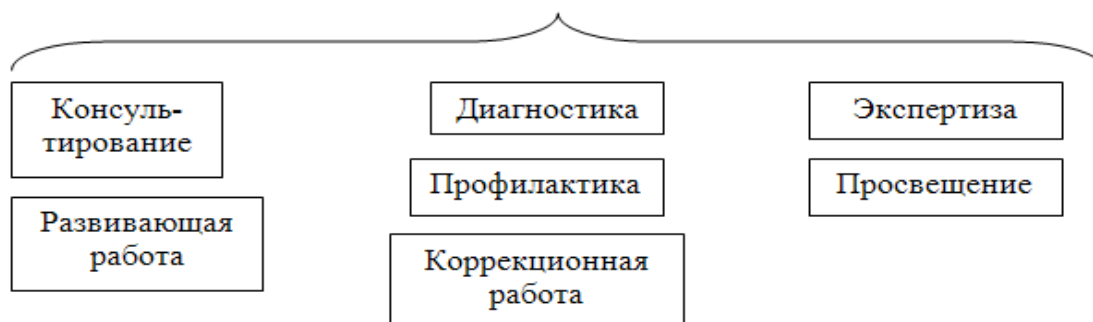 Консуль-
тирование
Развивающая
работа
Диагностика
Профилактика
Коррекционная
работа
Экспертиза
Просвещение